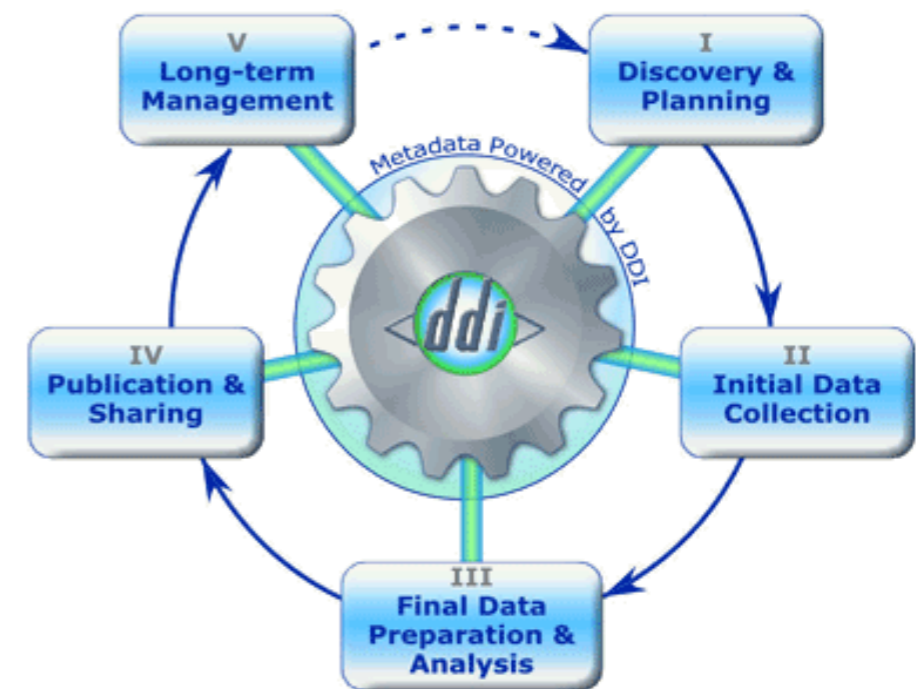 V
Long-term
Management
I
Discovery &
Planning
Metadata Powered by DDI
ddi
IV
Publication &
Sharing
II
Initial Data
Collection
III
Final Data
Preparation &
Analysis